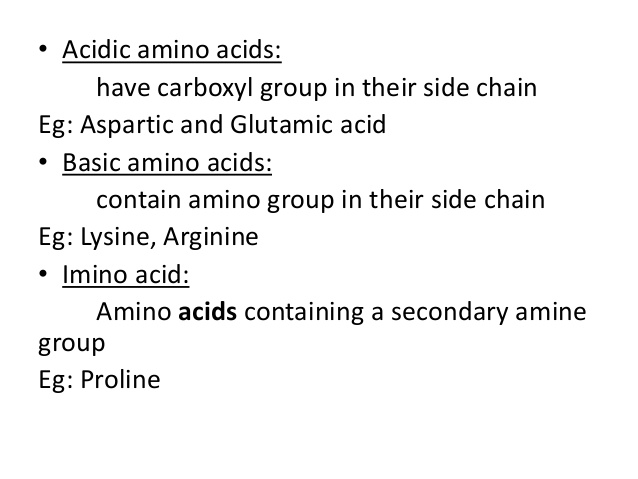 • Acidic amino acids:
have carboxyl group in their side chain
Eg: Aspartic and Glutamic acid
• Basic amino acids:
contain amino group in their side chain
Eg: Lysine, Arginine
• Imino acid:
Amino acids containing a secondary amine
group
Eg: Proline